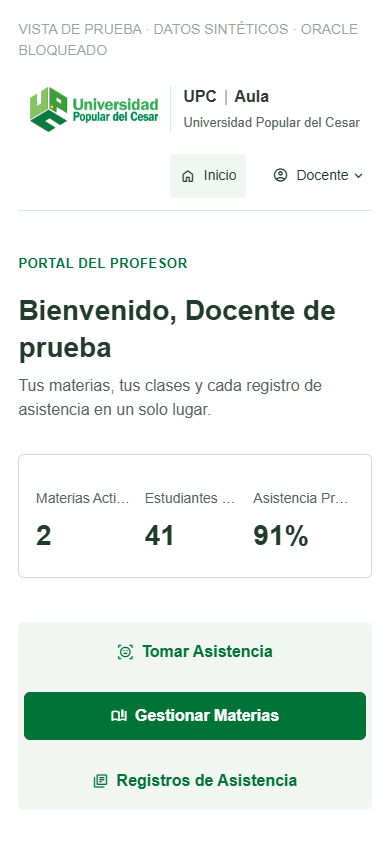 VISTA DE PRUEBA · DATOS SINTÉTICOS · ORACLE
BLOQUEADO
Universidad
Popular del Cesar
UPC | Aula
Universidad Popular del Cesar
Inicio
Docente
PORTAL DEL PROFESOR
Bienvenido, Docente de
prueba
Tus materias, tus clases y cada registro de
asistencia en un solo lugar.
Materias Acti... Estudiantes ... Asistencia Pr...
2 41 91%
Tomar Asistencia
Gestionar Materias
Registros de Asistencia